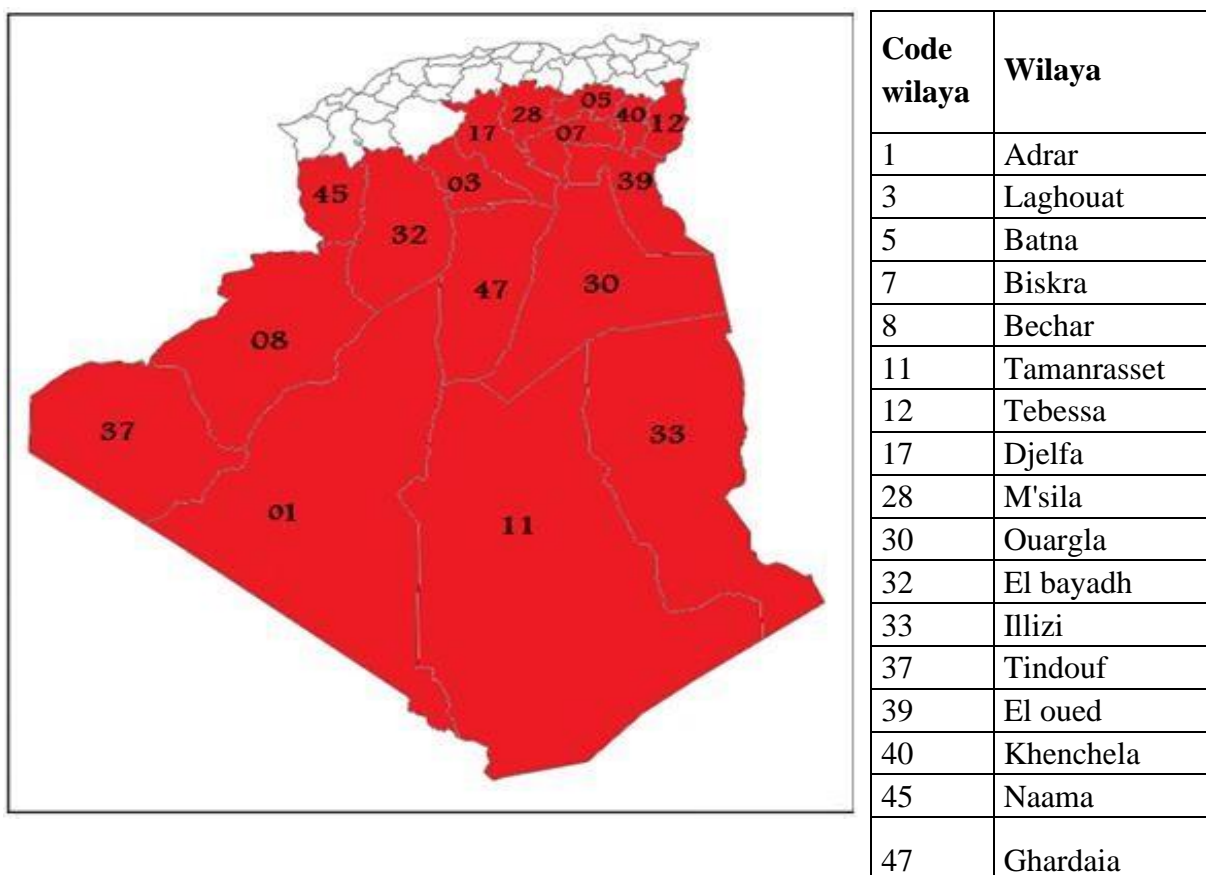 05
28
40
12
17
07
03
39
45
32
47
30
08
37
33
01
11
Code wilaya Wilaya
1 Adrar
3 Laghouat
5 Batna
7 Biskra
8 Bechar
11 Tamanrasset
12 Tebessa
17 Djelfa
28 M'sila
30 Ouargla
32 El bayadh
33 Illizi
37 Tindouf
39 El oued
40 Khenchela
45 Naama
47 Ghardaia